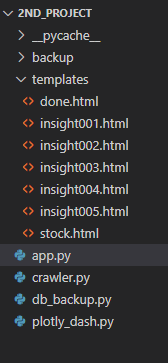 2ND_PROJECT
__pycache__
backup
templates
done.html
insight001.html
insight002.html
insight003.html
insight004.html
insight005.html
stock.html
app.py
crawler.py
db_backup.py
plotly_dash.py